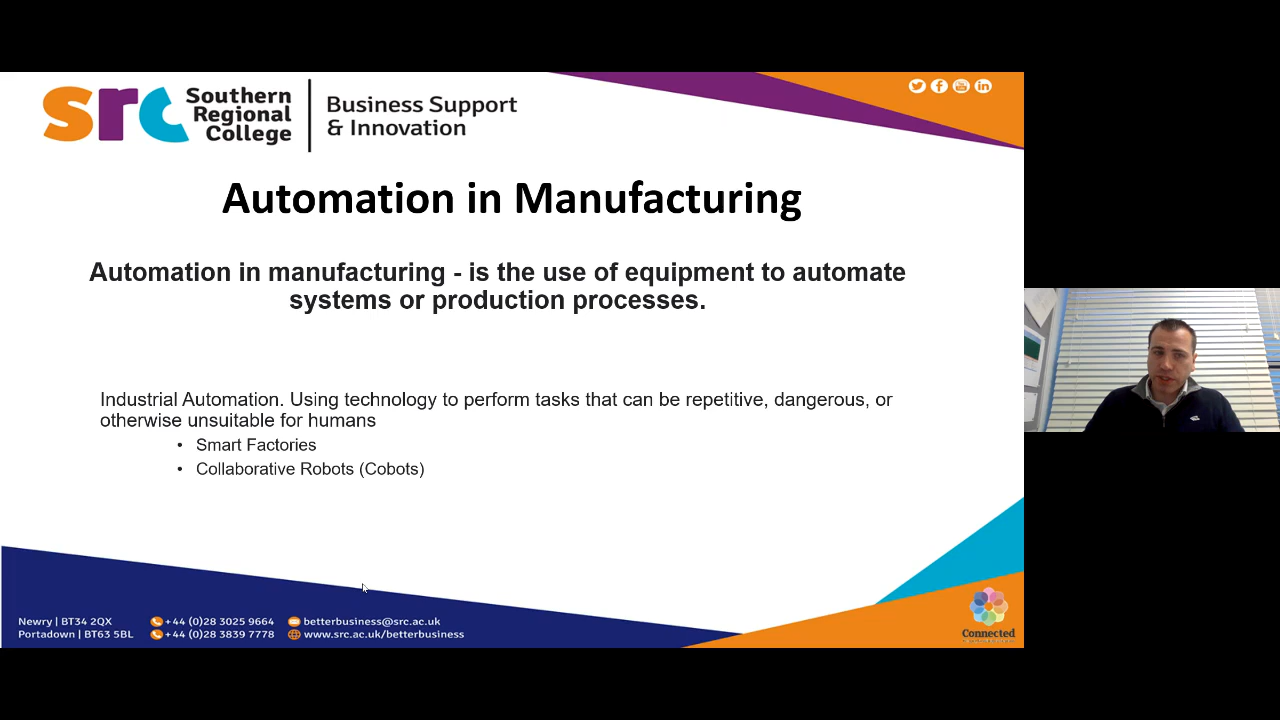 src Southern Regional College
Business Support & Innovation
Automation in Manufacturing
Automation in manufacturing - is the use of equipment to automate
systems or production processes.
Industrial Automation. Using technology to perform tasks that can be repetitive, dangerous, or
otherwise unsuitable for humans
• Smart Factories
• Collaborative Robots (Cobots)
Newry | BT34 2QX +44 (0)28 3025 9664 betterbusiness@src.ac.uk
Portadown | BT63 5BL +44 (0)28 3839 7778 www.src.ac.uk/betterbusiness
Connected